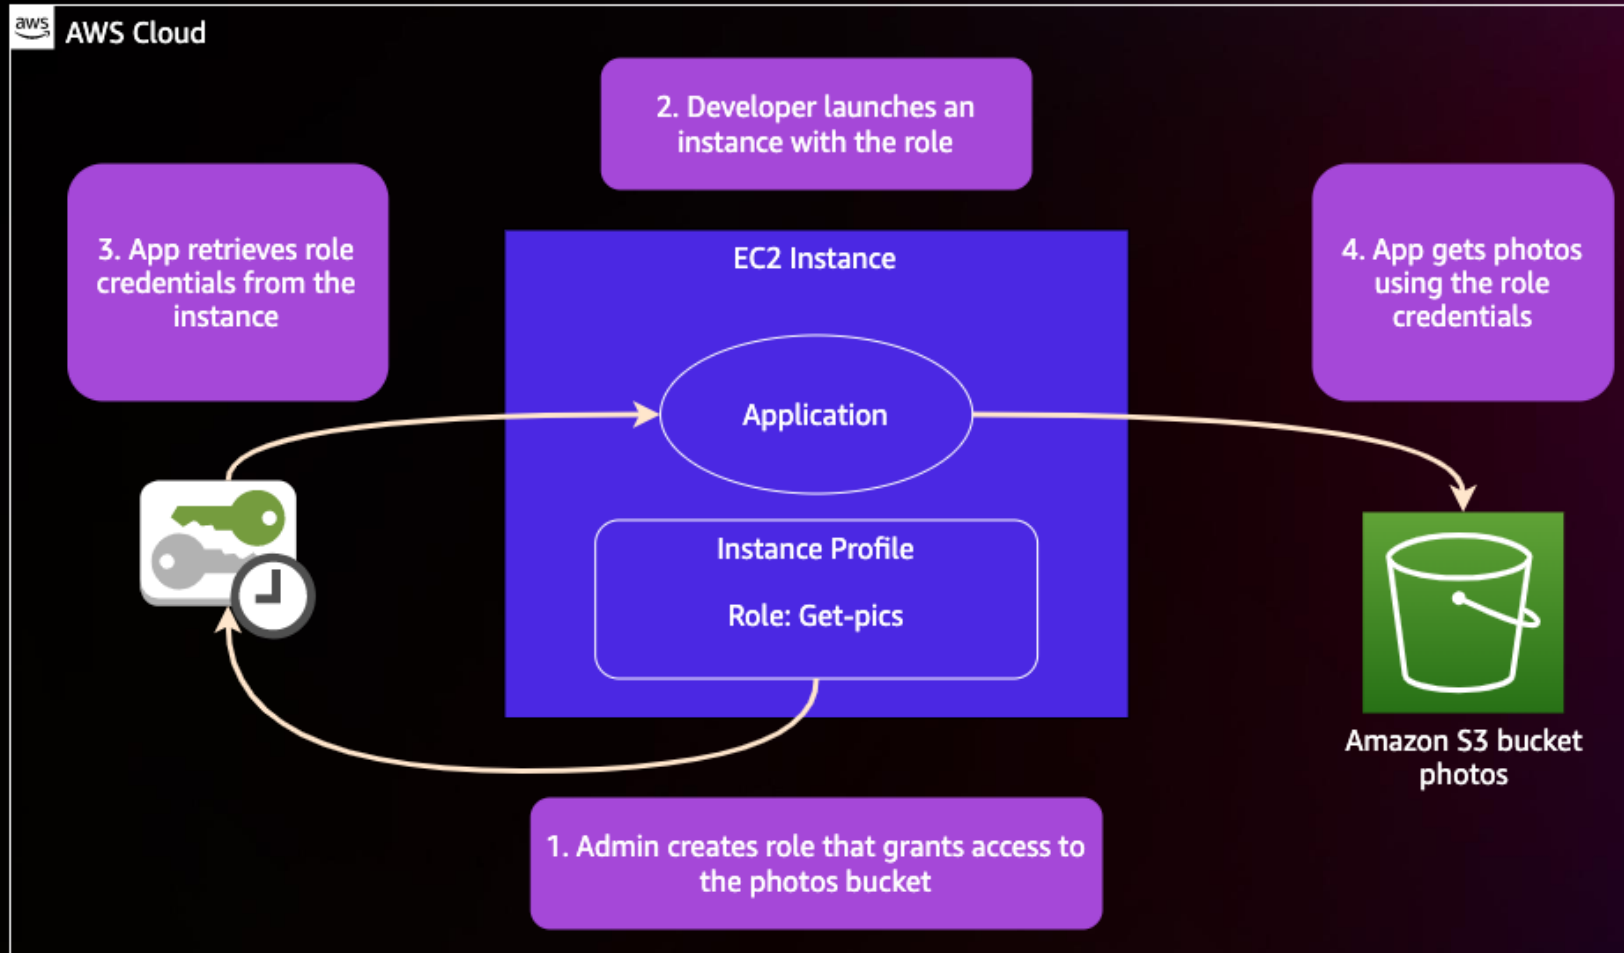 aws
AWS Cloud
2. Developer launches an
instance with the role
3. App retrieves role
credentials from the
instance
4. App gets photos
using the role
credentials
EC2 Instance
Application
Instance Profile
Role: Get-pics
Amazon S3 bucket
photos
1. Admin creates role that grants access to
the photos bucket